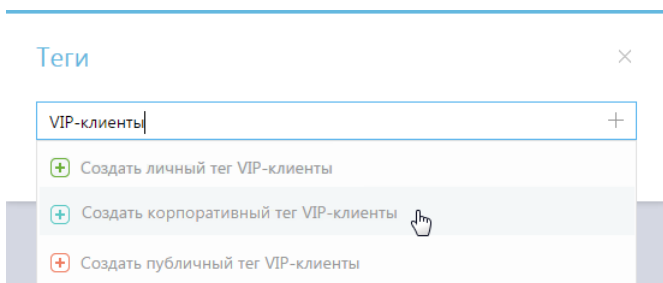 Теги
VIP-клиенты
Создать личный тег VIP-клиенты
Создать корпоративный тег VIP-клиенты
Создать публичный тег VIP-клиенты